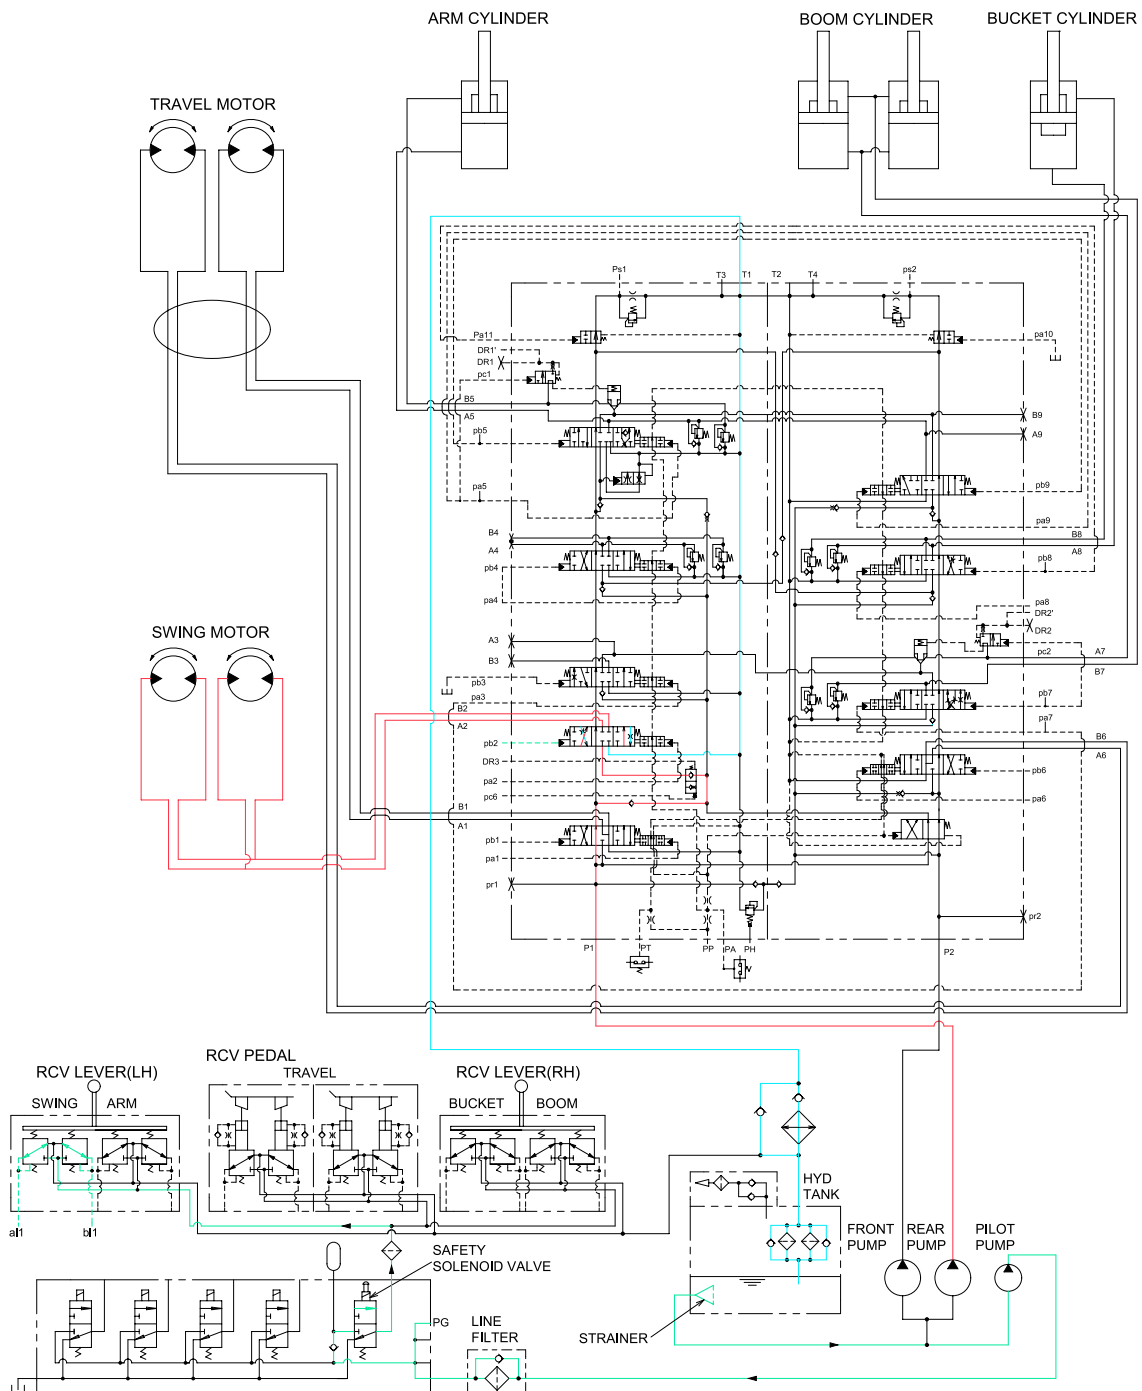 ARM CYLINDER
BOOM CYLINDER
BUCKET CYLINDER
TRAVEL MOTOR
Ps1
T3
T1
T2
T4
ps2
Pa11
pa10
DR1'
DR1
pc1
B5
A5
B9
A9
pb5
pa5
pb9
pa9
B4
A4
B8
A8
pb4
pb8
pa4
pa8
DR2'
DR2
SWING MOTOR
A3
B3
pc2
A7
B7
pb3
pa3
pb7
pa7
B2
A2
pb2
B6
A6
DR3
pa2
pc6
pb6
pa6
B1
A1
pb1
pa1
pr1
pr2
P1
PT
PP
PA
PH
P2
RCV LEVER(LH)
SWING
ARM
RCV PEDAL
TRAVEL
RCV LEVER(RH)
BUCKET
BOOM
al1
bl1
HYD
TANK
FRONT
PUMP
REAR
PUMP
PILOT
PUMP
SAFETY
SOLENOID VALVE
PG
LINE
FILTER
STRAINER